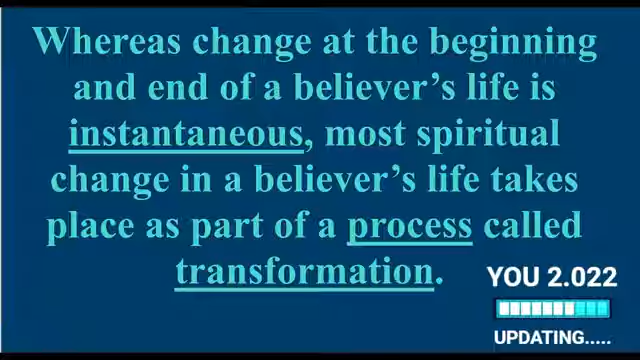 Whereas change at the beginning
and end of a believer’s life is
instantaneous, most spiritual
change in a believer’s life takes
place as part of a process called
transformation.
YOU 2.022
UPDATING.....